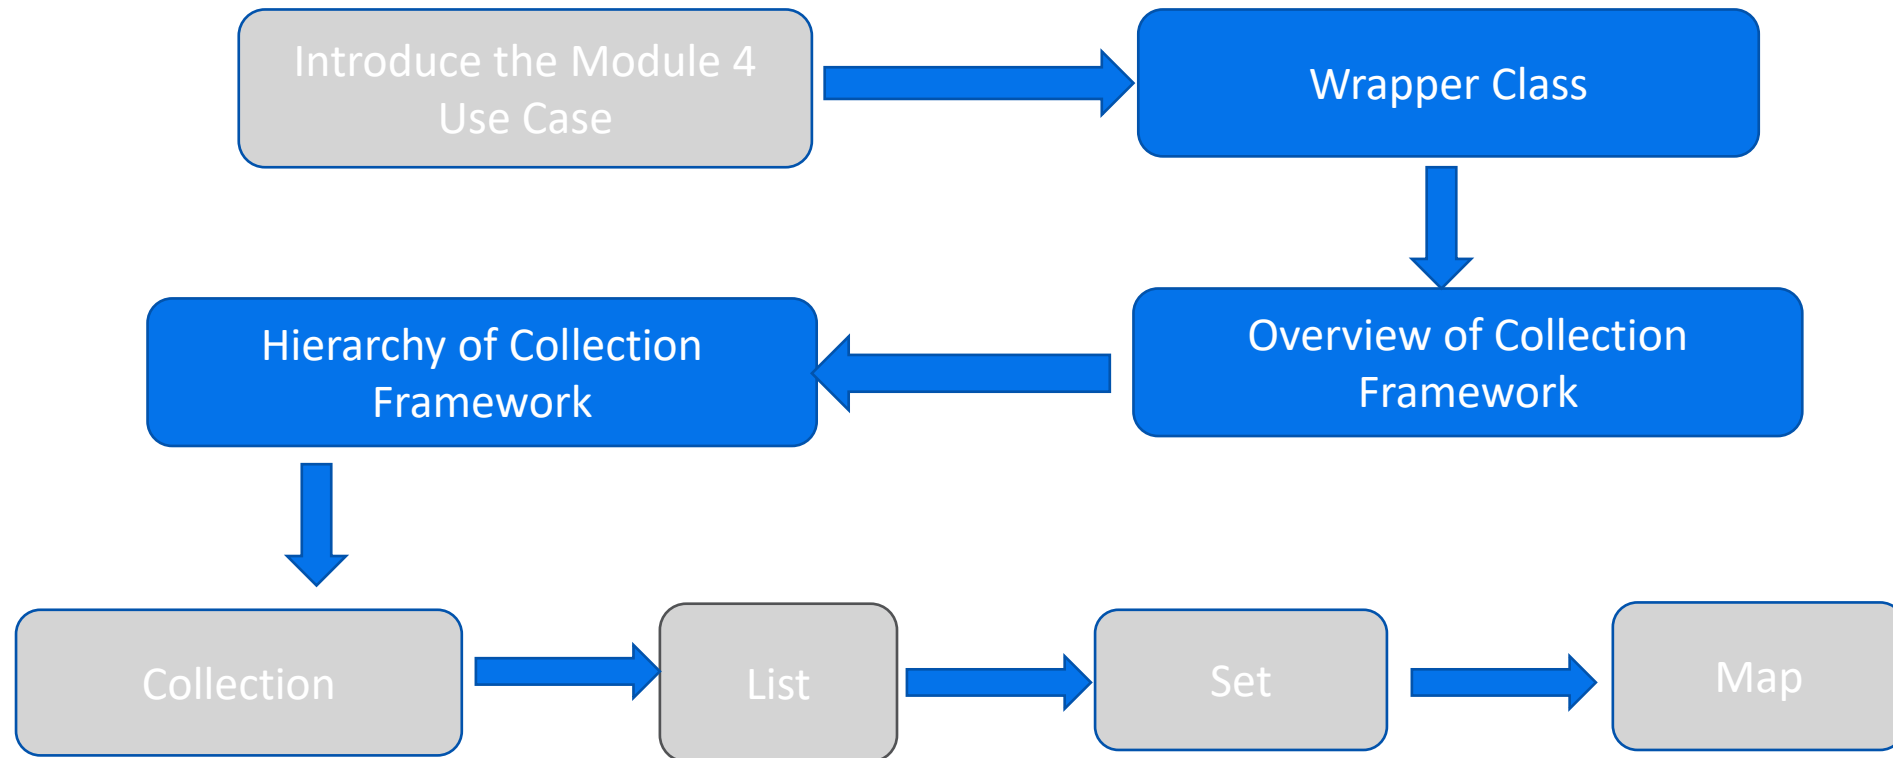 Introduce the Module 4
Use Case
Wrapper Class
Overview of Collection
Framework
Hierarchy of Collection
Framework
Collection
List
Set
Map